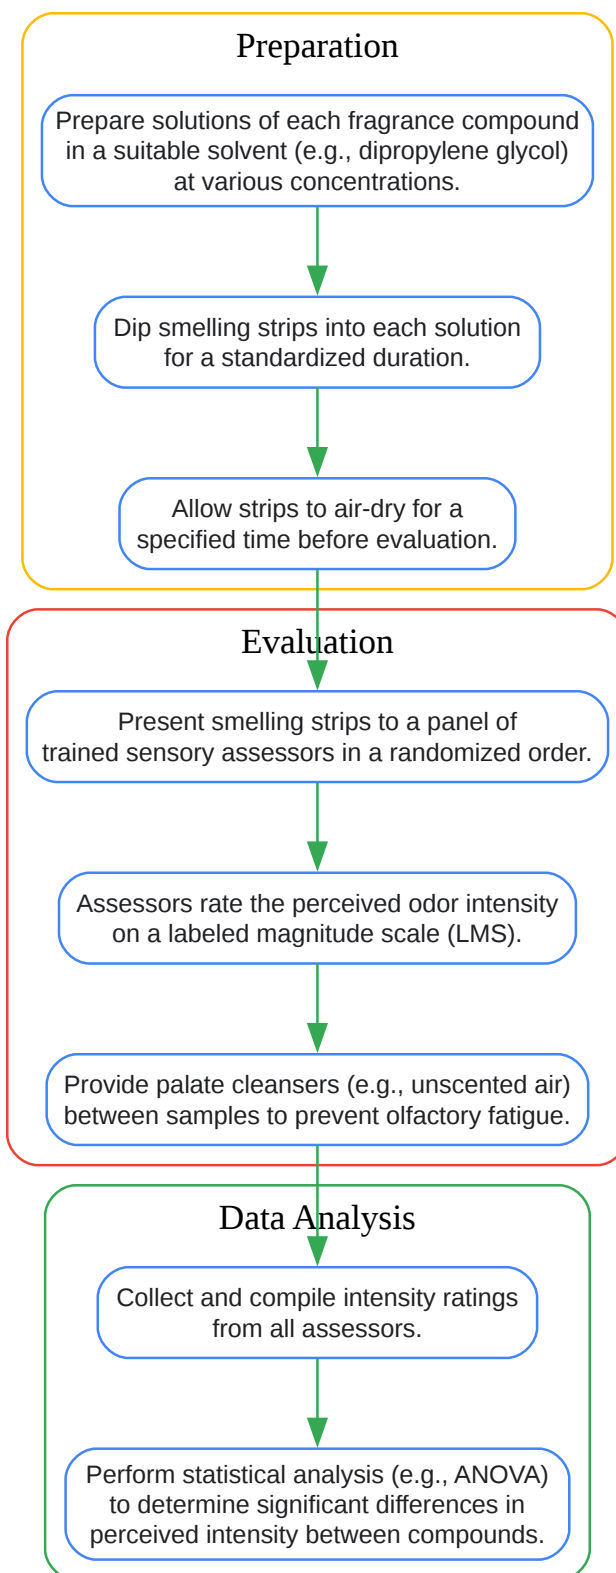 Preparation
Prepare solutions of each fragrance compound
in a suitable solvent (e.g., dipropylene glycol)
at various concentrations.
Dip smelling strips into each solution
for a standardized duration.
Allow strips to air-dry for a
specified time before evaluation.
Evaluation
Present smelling strips to a panel of
trained sensory assessors in a randomized order.
Assessors rate the perceived odor intensity
on a labeled magnitude scale (LMS).
Provide palate cleansers (e.g., unscented air)
between samples to prevent olfactory fatigue.
Data Analysis
Collect and compile intensity ratings
from all assessors.
Perform statistical analysis (e.g., ANOVA)
to determine significant differences in
perceived intensity between compounds.